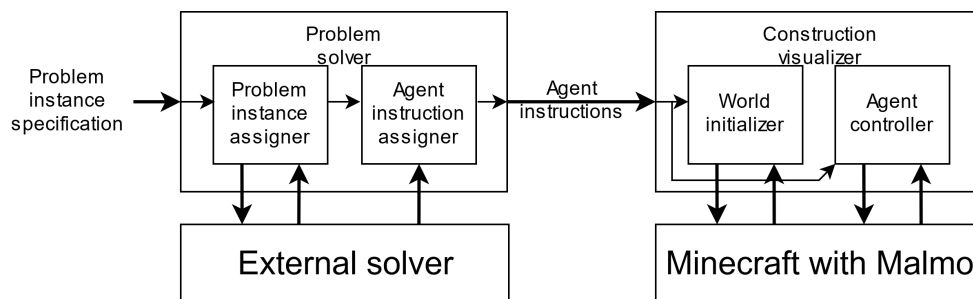 Problem
instance
specification
Problem
solver
Problem
instance
assigner
Agent
instruction
assigner
External solver
Agent
instructions
Construction
visualizer
World
initializer
Agent
controller
Minecraft with Malmo